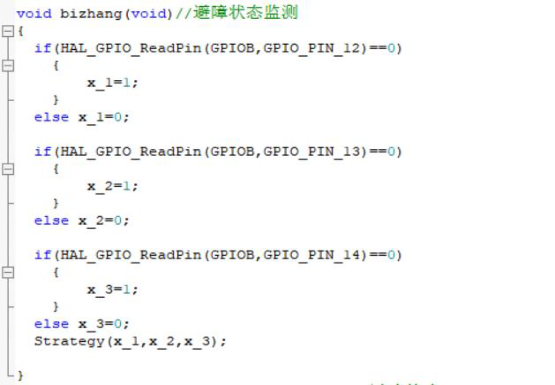 void bizhang(void)//避障状态监测
{
if(HAL_GPIO_ReadPin(GPIOB,GPIO_PIN_12)==0)
{
x_1=1;
}
else x_1=0;
if(HAL_GPIO_ReadPin(GPIOB,GPIO_PIN_13)==0)
{
x_2=1;
}
else x_2=0;
if(HAL_GPIO_ReadPin(GPIOB,GPIO_PIN_14)==0)
{
x_3=1;
}
else x_3=0;
Strategy(x_1,x_2,x_3);
}